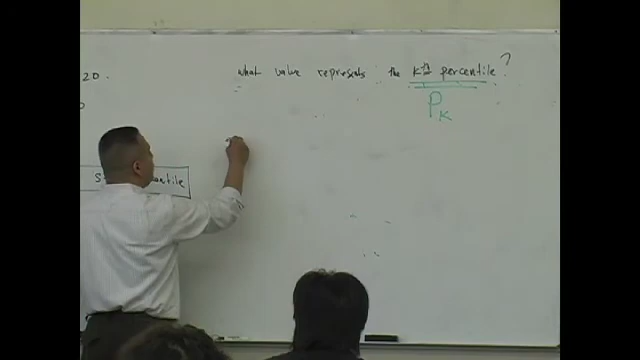 20.
what value represents the kth percentile?
Pk